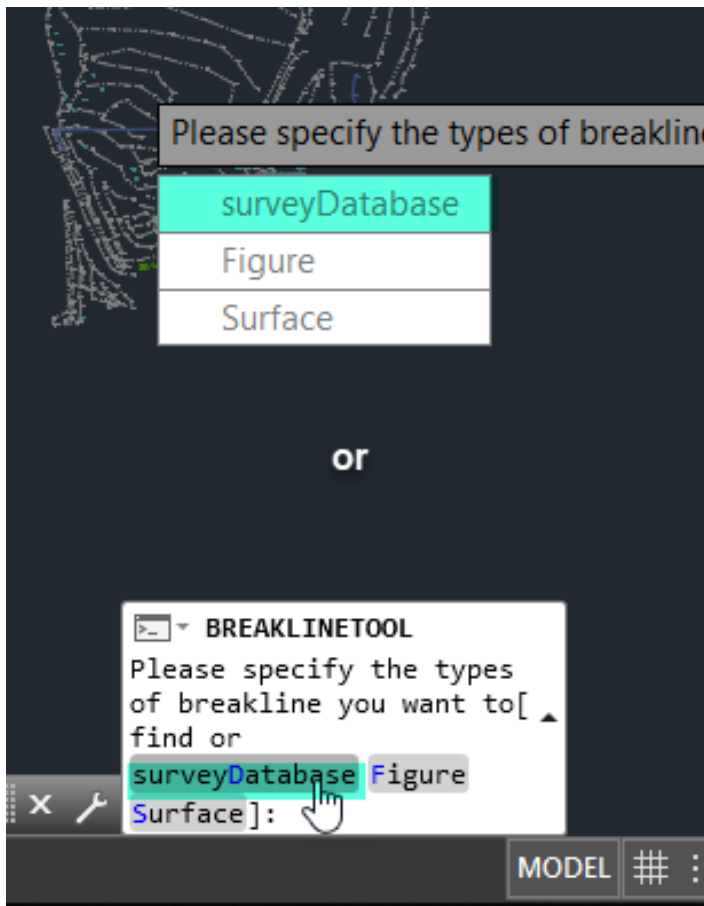 Please specify the types of breakline
surveyDatabase
Figure
Surface
or
BREAKLINETOOL
Please specify the types
of breakline you want to[
find or
surveyDatabase Figure
Surface]:
MODEL